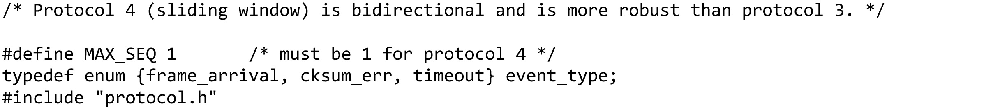 /* Protocol 4 (sliding window) is bidirectional and is more robust than protocol 3. */
#define MAX_SEQ 1       /* must be 1 for protocol 4 */
typedef enum {frame_arrival, cksum_err, timeout} event_type;
#include "protocol.h"